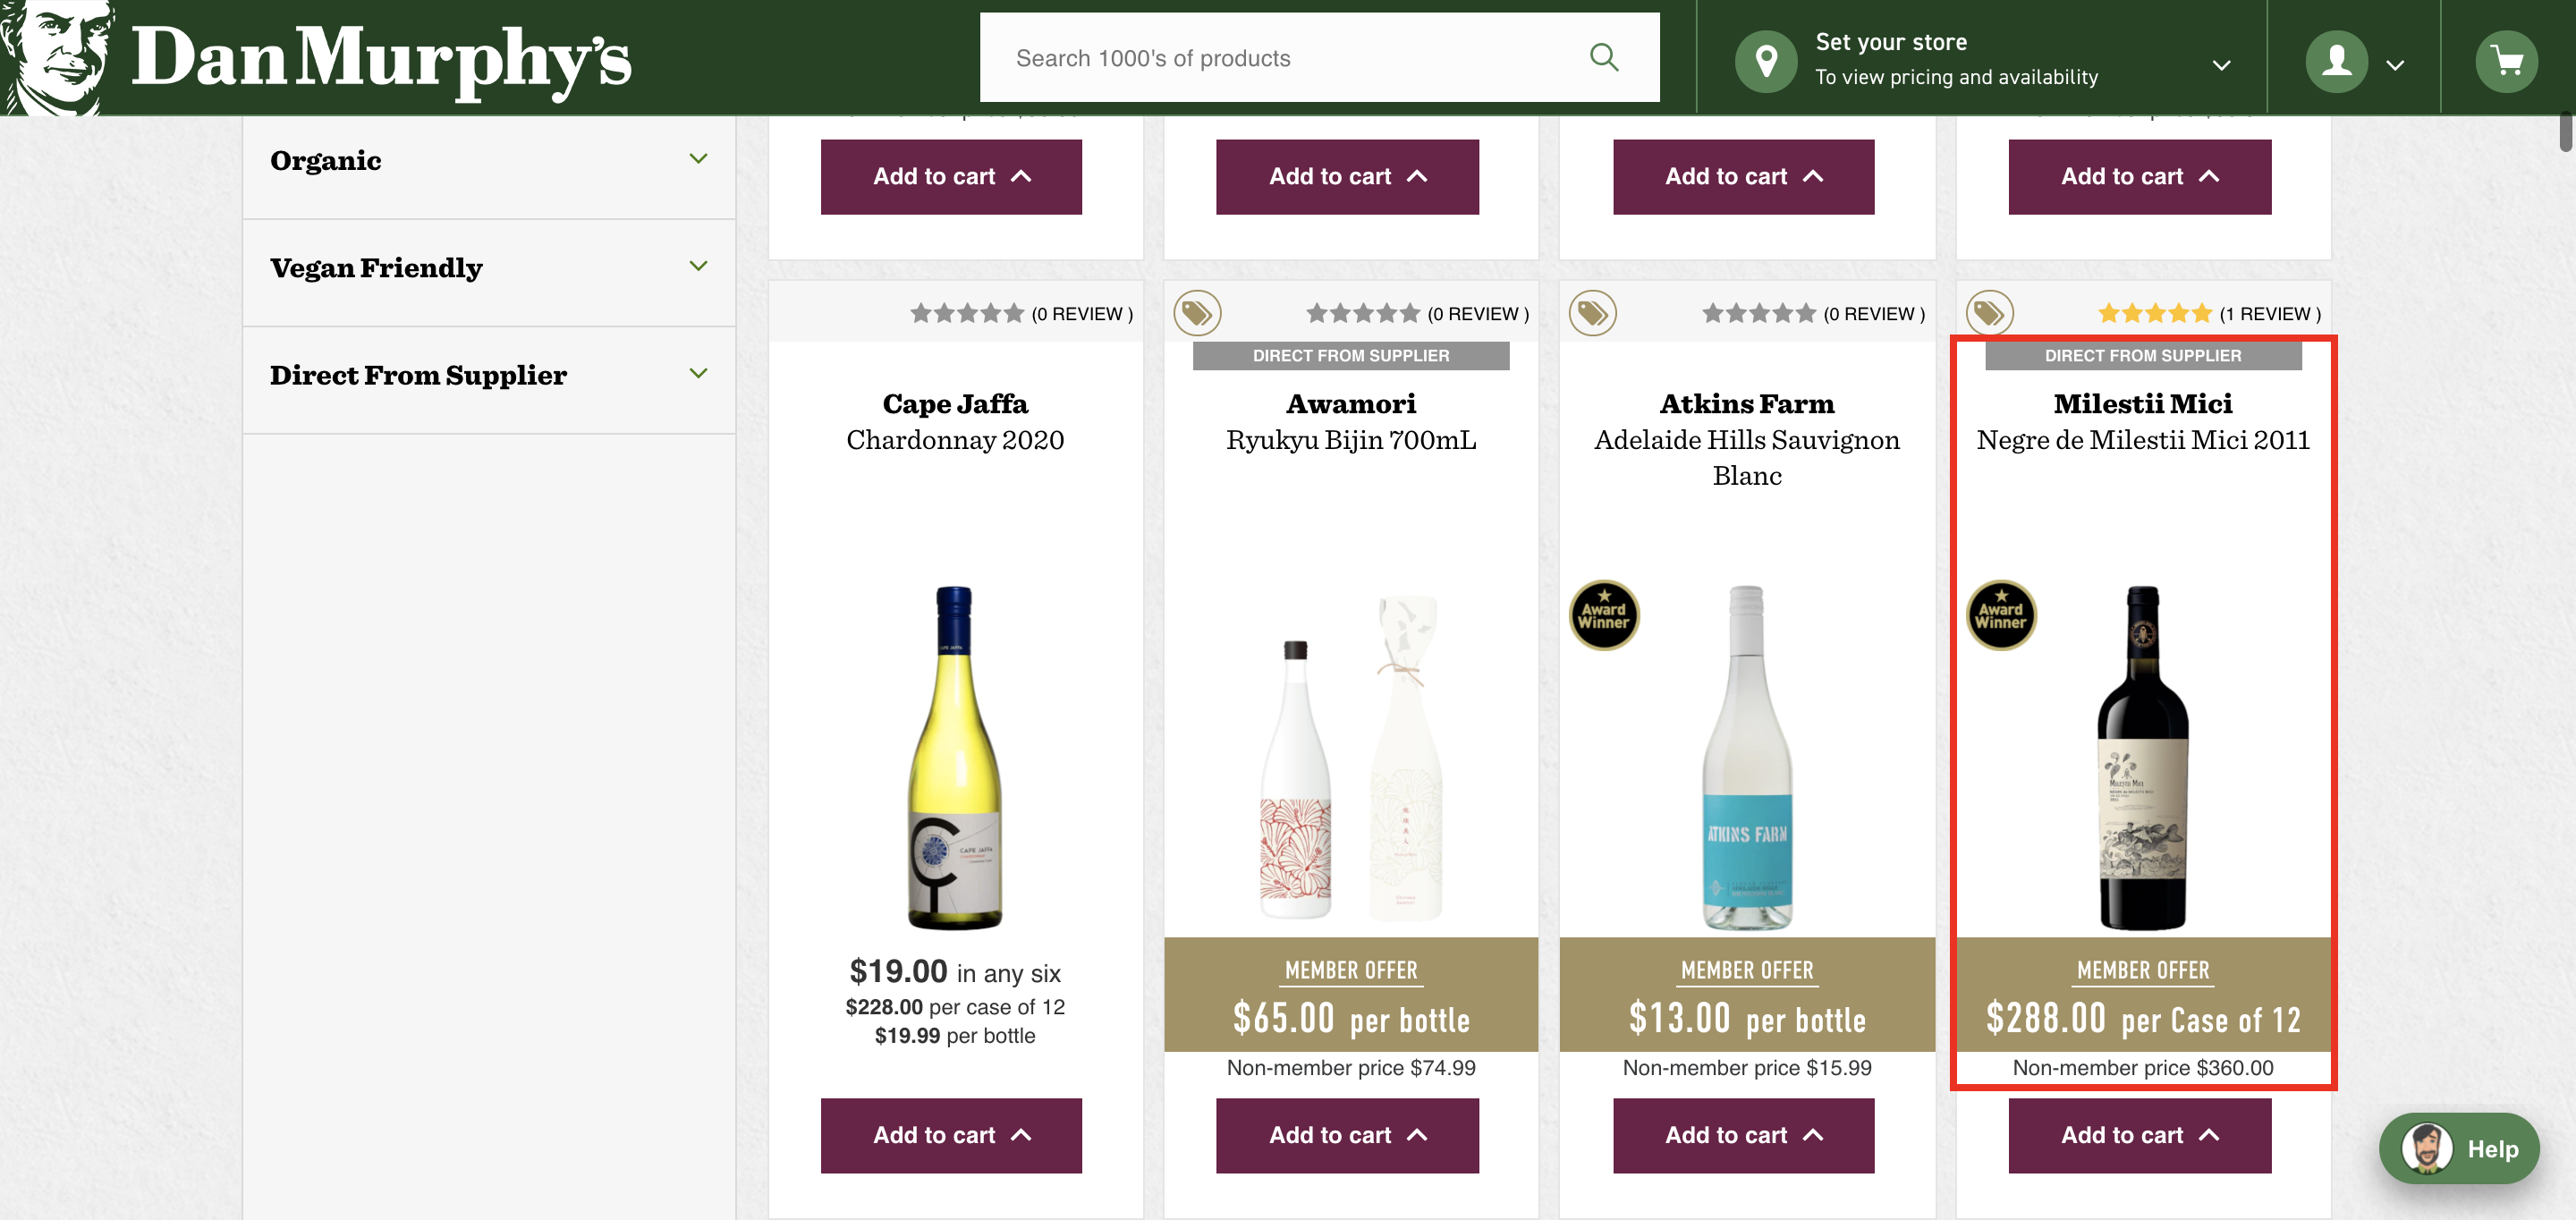 Dan Murphy's
Search 1000's of products
Set your store
To view pricing and availability
Organic
Vegan Friendly
Direct From Supplier
Add to cart
Add to cart
Add to cart
Add to cart
(0 REVIEW )
Cape Jaffa
Chardonnay 2020
CAPE JAFFA
$19.00 in any six
$228.00 per case of 12
$19.99 per bottle
Add to cart
(0 REVIEW )
DIRECT FROM SUPPLIER
Awamori
Ryukyu Bijin 700mL
MEMBER OFFER
$65.00 per bottle
Non-member price $74.99
Add to cart
(0 REVIEW )
Atkins Farm
Adelaide Hills Sauvignon
Blanc
Award
Winner
ATKINS FARM
MEMBER OFFER
$13.00 per bottle
Non-member price $15.99
Add to cart
(1 REVIEW )
DIRECT FROM SUPPLIER
Milestii Mici
Negre de Milestii Mici 2011
Award
Winner
MILESTII MICI
MEMBER OFFER
$288.00 per Case of 12
Non-member price $360.00
Add to cart
Help